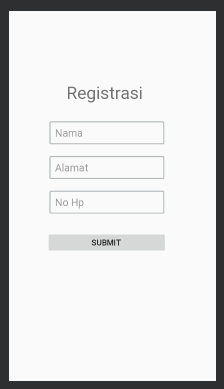 Registrasi
Nama
Alamat
No Hp
SUBMIT